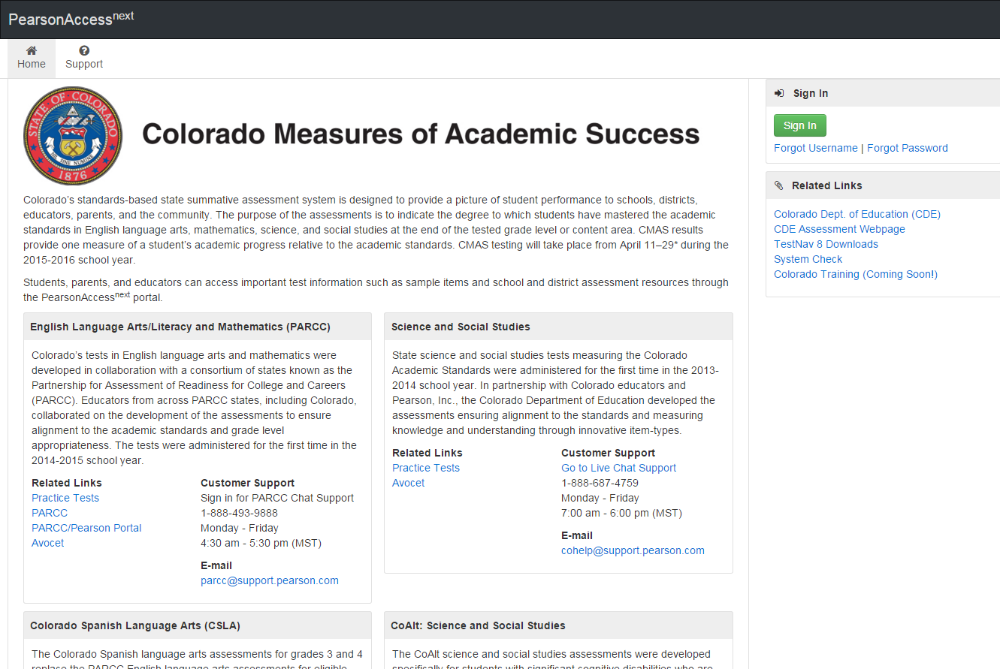 PearsonAccessnext
Home
Support
STATE OF COLORADO
NIL SINE NUMINE
1876
Colorado Measures of Academic Success
Colorado’s standards-based state summative assessment system is designed to provide a picture of student performance to schools, districts,
educators, parents, and the community. The purpose of the assessments is to indicate the degree to which students have mastered the academic
standards in English language arts, mathematics, science, and social studies at the end of the tested grade level or content area. CMAS results
provide one measure of a student’s academic progress relative to the academic standards. CMAS testing will take place from April 11–29* during the
2015-2016 school year.
Students, parents, and educators can access important test information such as sample items and school and district assessment resources through
the PearsonAccessnext portal.
English Language Arts/Literacy and Mathematics (PARCC)
Colorado’s tests in English language arts and mathematics were
developed in collaboration with a consortium of states known as the
Partnership for Assessment of Readiness for College and Careers
(PARCC). Educators from across PARCC states, including Colorado,
collaborated on the development of the assessments to ensure
alignment to the academic standards and grade level
appropriateness. The tests were administered for the first time in the
2014-2015 school year.
Related Links
Practice Tests
PARCC
PARCC/Pearson Portal
Avocet
Customer Support
Sign in for PARCC Chat Support
1-888-493-9888
Monday - Friday
4:30 am - 5:30 pm (MST)
E-mail
parcc@support.pearson.com
Science and Social Studies
State science and social studies tests measuring the Colorado
Academic Standards were administered for the first time in the 2013-
2014 school year. In partnership with Colorado educators and
Pearson, Inc., the Colorado Department of Education developed the
assessments ensuring alignment to the standards and measuring
knowledge and understanding through innovative item-types.
Related Links
Practice Tests
Avocet
Customer Support
Go to Live Chat Support
1-888-687-4759
Monday - Friday
7:00 am - 6:00 pm (MST)
E-mail
cohelp@support.pearson.com
Colorado Spanish Language Arts (CSLA)
The Colorado Spanish language arts assessments for grades 3 and 4
replace the PARCC English language arts assessments for eligible
CoAlt: Science and Social Studies
The CoAlt science and social studies assessments were developed
specifically for students with significant cognitive disabilities who are
Sign In
Sign In
Forgot Username | Forgot Password
Related Links
Colorado Dept. of Education (CDE)
CDE Assessment Webpage
TestNav 8 Downloads
System Check
Colorado Training (Coming Soon!)